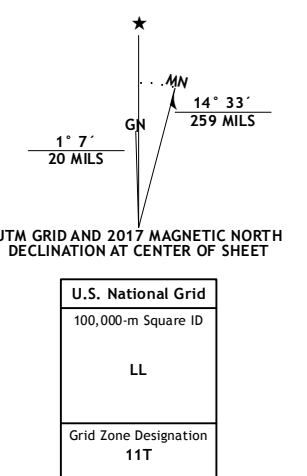 ★
MN
GN
1° 7´
20 MILS
14° 33´
259 MILS
UTM GRID AND 2017 MAGNETIC NORTH
DECLINATION AT CENTER OF SHEET
U.S. National Grid
100,000-m Square ID
LL
Grid Zone Designation
11T